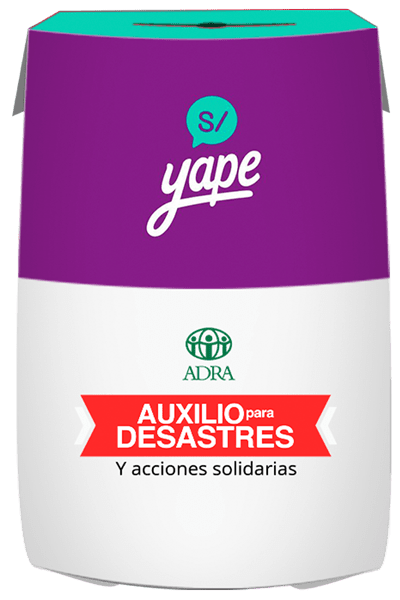 S/
yape
ADRA
AUXILIO para
DESASTRES
Y acciones solidarias